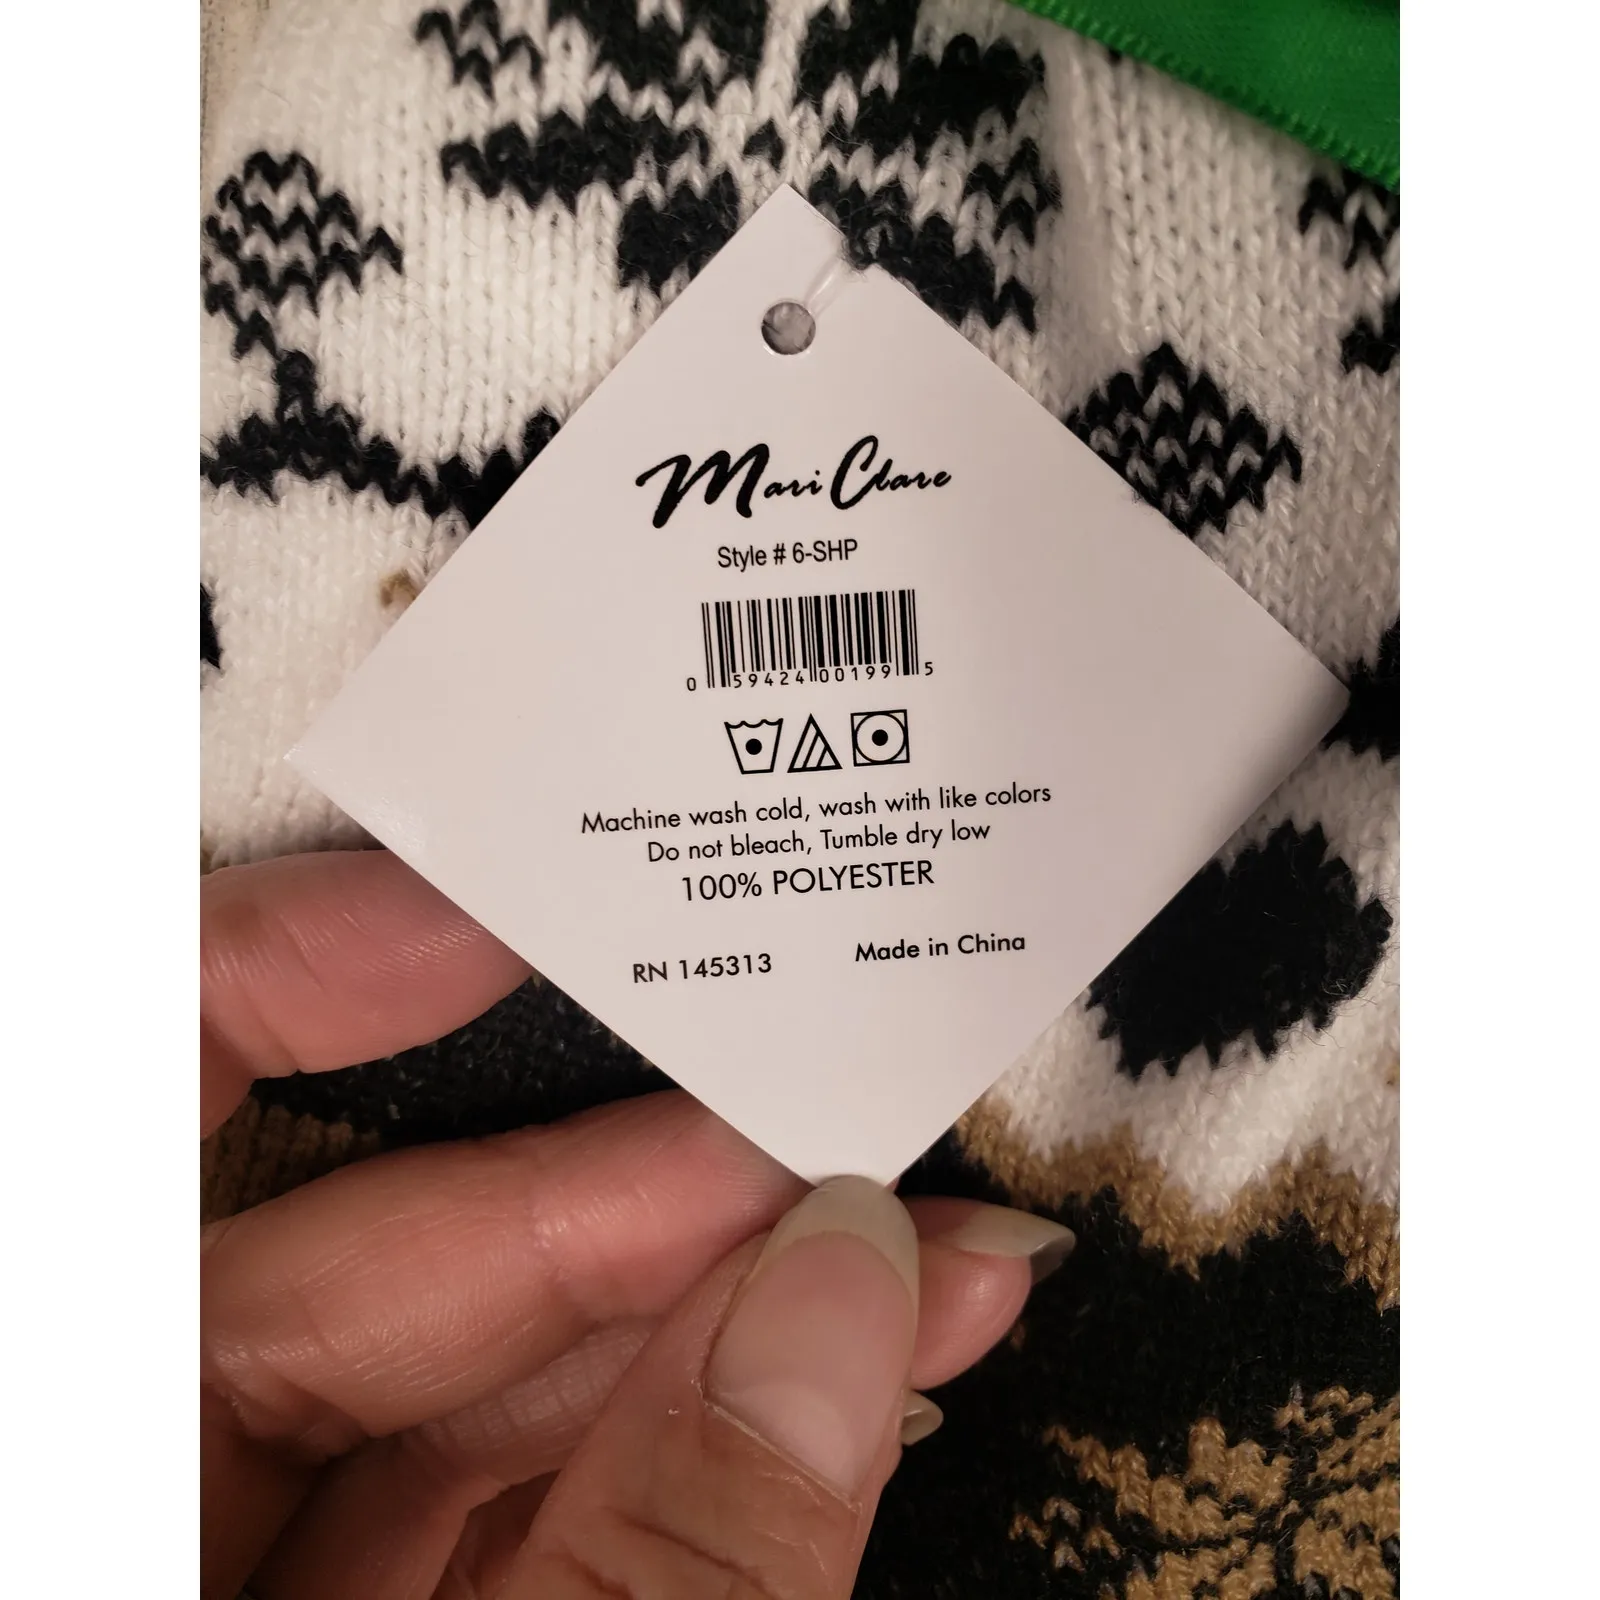 Mari Clare
Style # 6-SHP
0 59424 00199 5
Machine wash cold, wash with like colors
Do not bleach, Tumble dry low
100% POLYESTER
RN 145313 Made in China